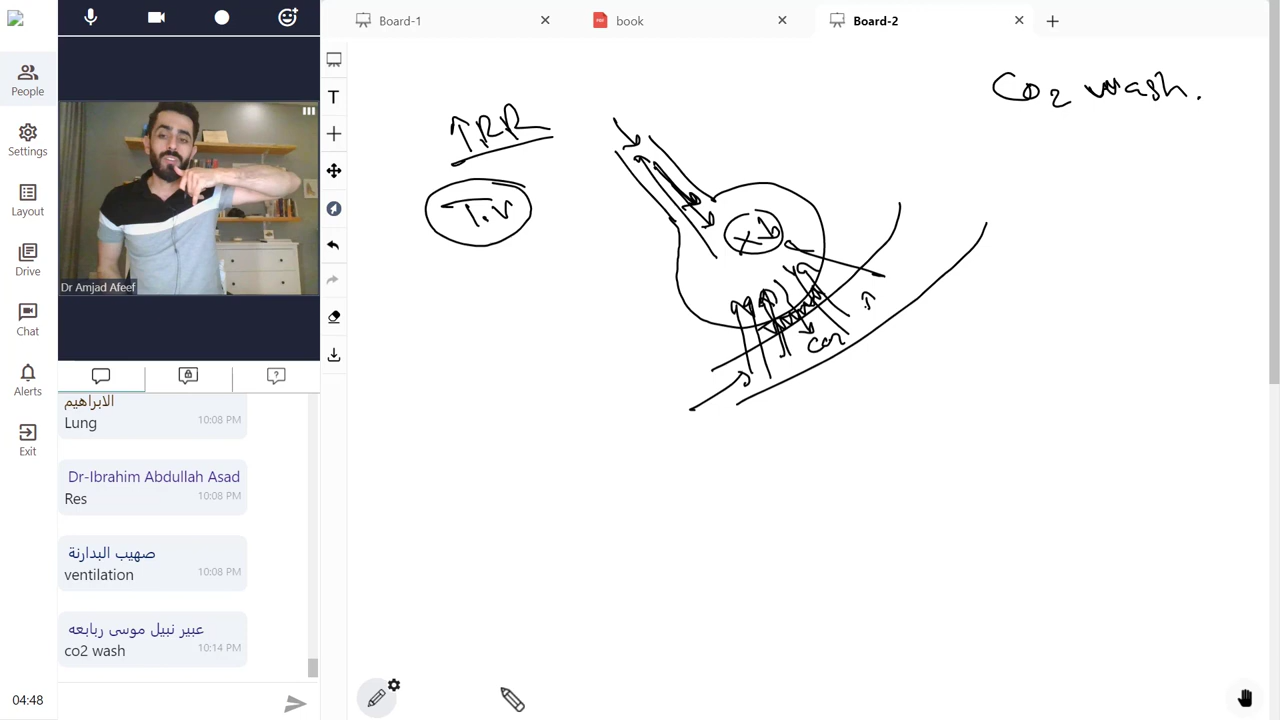 Board-1
book
Board-2
People
Settings
Layout
Drive
Chat
Alerts
Exit
04:48
Dr Amjad Afeef
الابراهيم
Lung
10:08 PM
Dr-Ibrahim Abdullah Asad
Res
10:08 PM
صهيب البدارنة
ventilation
10:08 PM
عبير نبيل موسى ربابعه
co2 wash
10:14 PM
T
↑RR
T.V
CO2 wash.
CO2